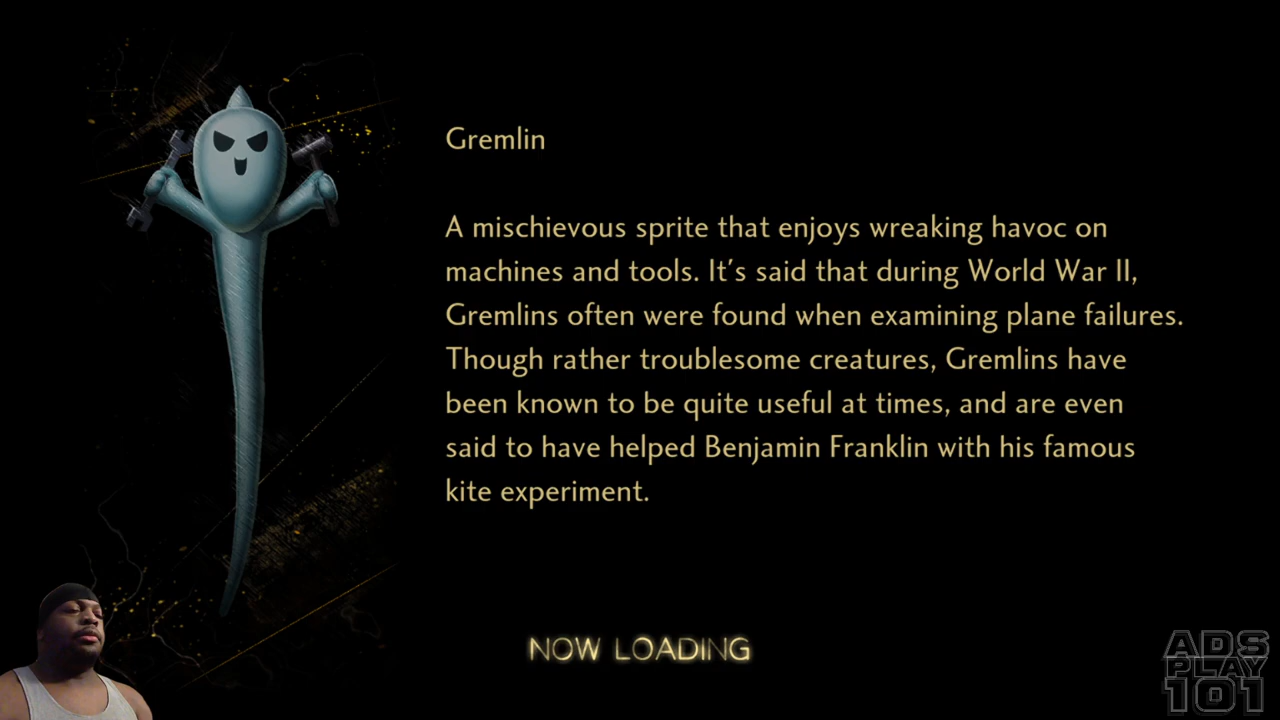 Gremlin
A mischievous sprite that enjoys wreaking havoc on
machines and tools. It's said that during World War II,
Gremlins often were found when examining plane failures.
Though rather troublesome creatures, Gremlins have
been known to be quite useful at times, and are even
said to have helped Benjamin Franklin with his famous
kite experiment.
NOW LOADING
ADS
PLAY
101